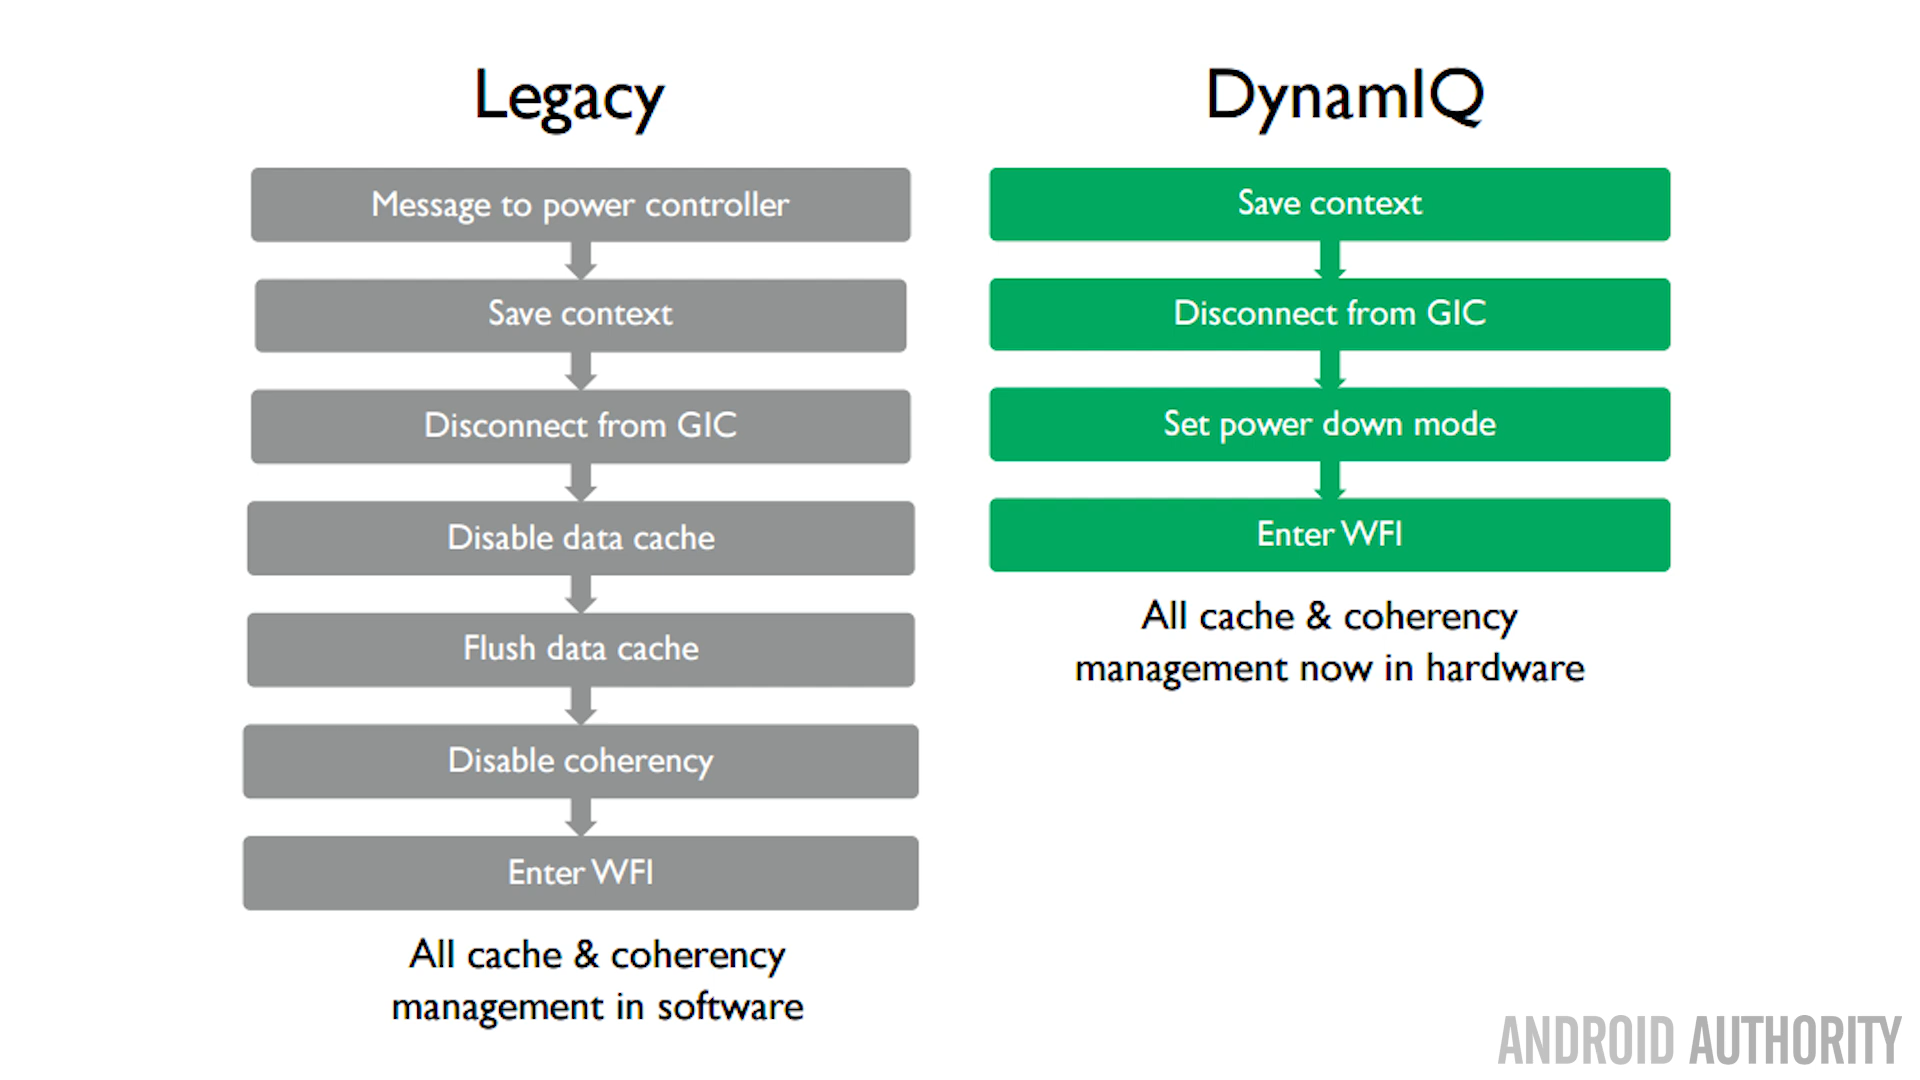 Legacy
Message to power controller
Save context
Disconnect from GIC
Disable data cache
Flush data cache
Disable coherency
Enter WFI
All cache & coherency
management in software
DynamIQ
Save context
Disconnect from GIC
Set power down mode
Enter WFI
All cache & coherency
management now in hardware
ANDROID AUTHORITY